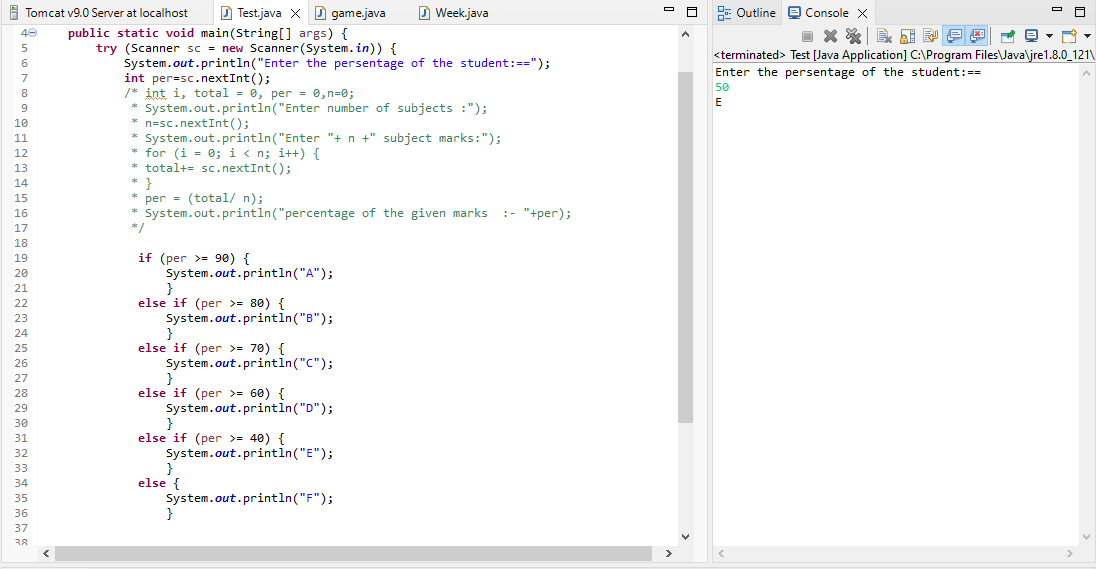 Tomcat v9.0 Server at localhost
Test.java
game.java
Week.java
4 public static void main(String[] args) {
5 try (Scanner sc = new Scanner(System.in)) {
6 System.out.println("Enter the persentage of the student:==");
7 int per=sc.nextInt();
8 /* int i, total = 0, per = 0,n=0;
9 * System.out.println("Enter number of subjects :");
10 * n=sc.nextInt();
11 * System.out.println("Enter "+ n +" subject marks:");
12 * for (i = 0; i < n; i++) {
13 * total+= sc.nextInt();
14 * }
15 * per = (total/ n);
16 * System.out.println("percentage of the given marks  :- "+per);
17 */
18
19 if (per >= 90) {
20 System.out.println("A");
21 }
22 else if (per >= 80) {
23 System.out.println("B");
24 }
25 else if (per >= 70) {
26 System.out.println("C");
27 }
28 else if (per >= 60) {
29 System.out.println("D");
30 }
31 else if (per >= 40) {
32 System.out.println("E");
33 }
34 else {
35 System.out.println("F");
36 }
37
38
Outline
Console
<terminated> Test [Java Application] C:\Program Files\Java\jre1.8.0_121\
Enter the persentage of the student:==
50
E